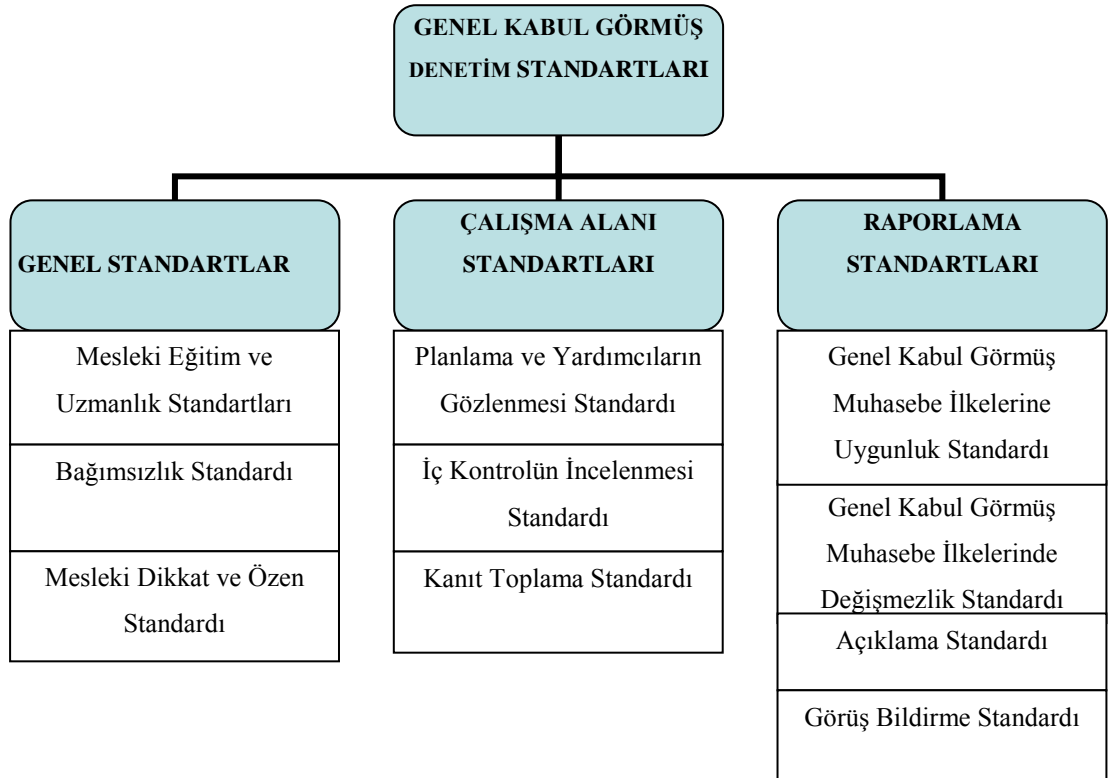 GENEL KABUL GÖRMÜŞ
DENETİM STANDARTLARI
GENEL STANDARTLAR
Mesleki Eğitim ve
Uzmanlık Standartları
Bağımsızlık Standardı
Mesleki Dikkat ve Özen
Standardı
ÇALIŞMA ALANI
STANDARTLARI
Planlama ve Yardımcıların
Gözlenmesi Standardı
İç Kontrolün İncelenmesi
Standardı
Kanıt Toplama Standardı
RAPORLAMA
STANDARTLARI
Genel Kabul Görmüş
Muhasebe İlkelerine
Uygunluk Standardı
Genel Kabul Görmüş
Muhasebe İlkelerinde
Değişmezlik Standardı
Açıklama Standardı
Görüş Bildirme Standardı